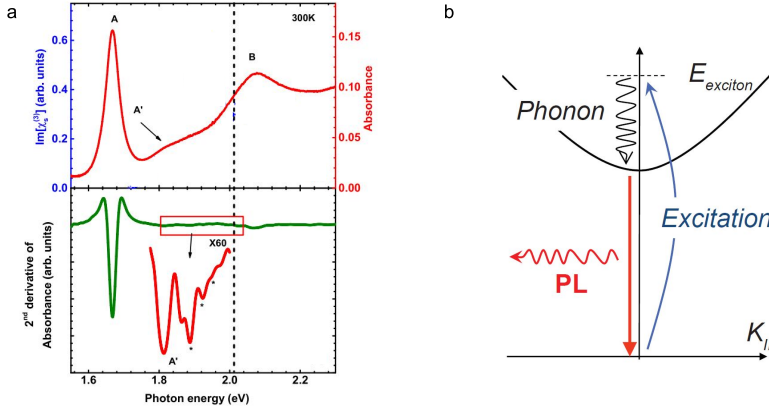 a
A
300K
0.6
0.4
0.2
0.0
Im[χs(3)] (arb. units)
A'
B
0.15
0.10
0.05
0.00
Absorbance
X60
*
*
*
A'
2nd derivative of
Absorbance (arb. units)
1.6
1.8
2.0
2.2
Photon energy (eV)
b
Eexciton
Phonon
Excitation
PL